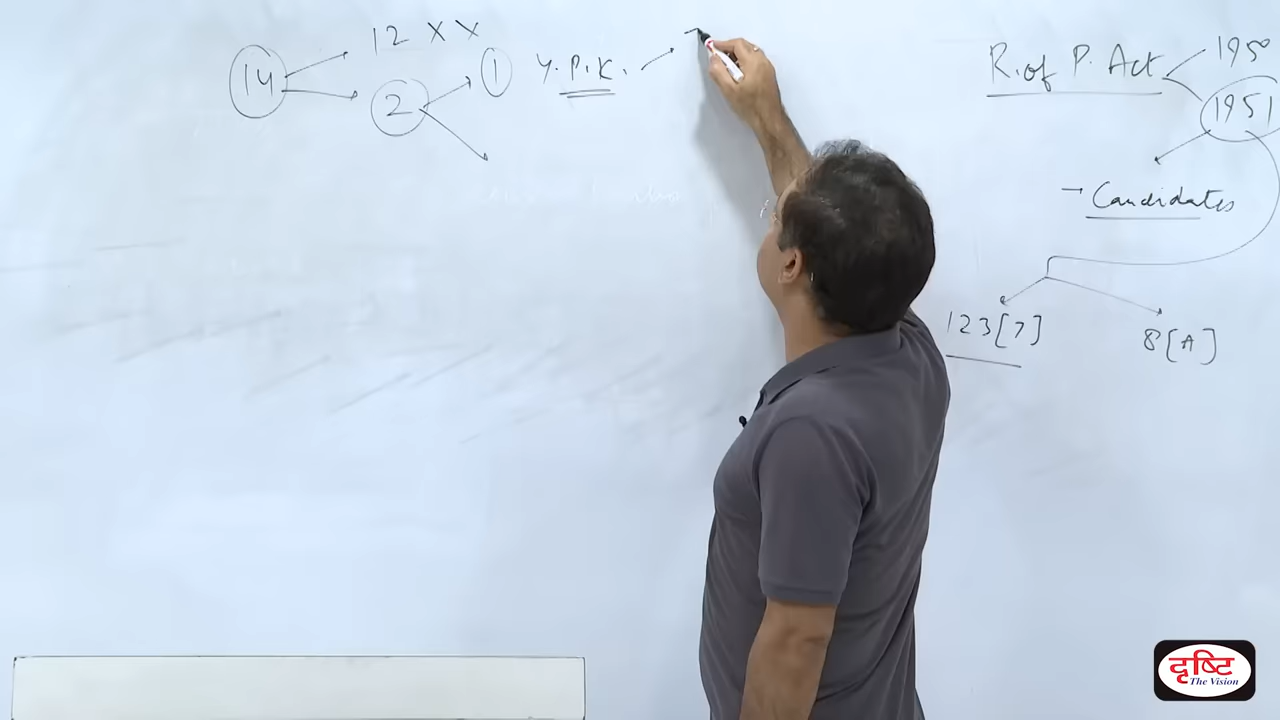 14
12 X X
2
1
Y.P.K.
R. of P. Act
1950
1951
- Candidates
123[7]
8[A]
दृष्टि
The Vision